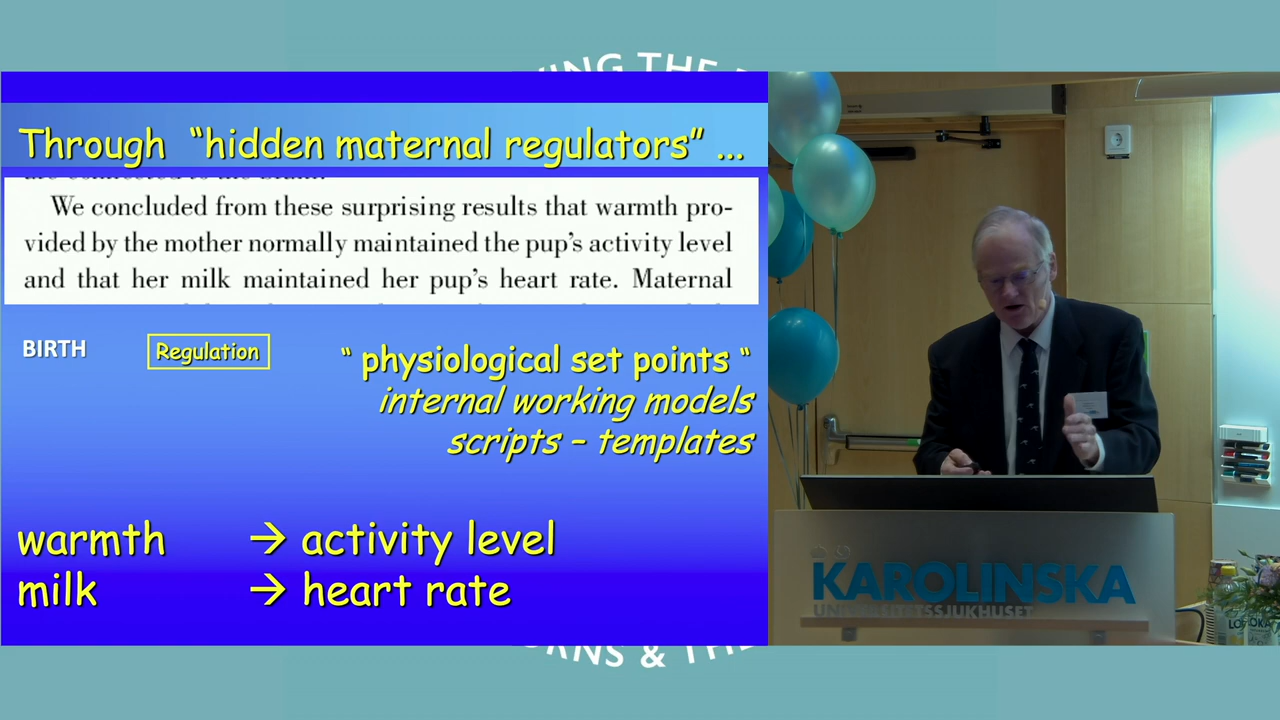 Through “hidden maternal regulators” ...
We concluded from these surprising results that warmth pro-
vided by the mother normally maintained the pup’s activity level
and that her milk maintained her pup’s heart rate. Maternal
BIRTH
Regulation
“ physiological set points “
internal working models
scripts – templates
warmth → activity level
milk → heart rate
KAROLINSKA
UNIVERSITETSSJUKHUSET
& THE